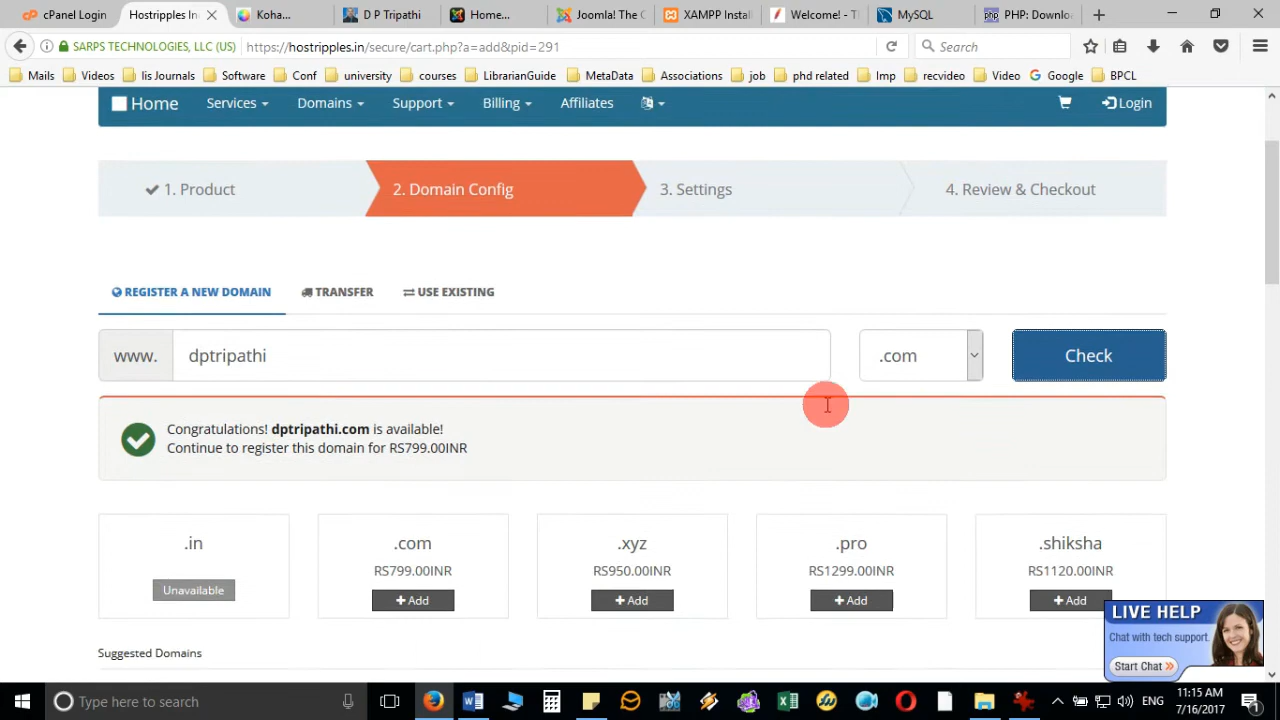 cPanel Login
Hostripples In
Koha...
D P Tripathi
Home...
Joomla! The C
XAMPP Instal
Welcome! - Th
MySQL
PHP: Downlo
SARPS TECHNOLOGIES, LLC (US)
https://hostripples.in/secure/cart.php?a=add&pid=291
Search
Mails
Videos
lis Journals
Software
Conf
university
courses
LibrarianGuide
MetaData
Associations
job
phd related
Imp
recvideo
Video
Google
BPCL
Home
Services
Domains
Support
Billing
Affiliates
Login
1. Product
2. Domain Config
3. Settings
4. Review & Checkout
REGISTER A NEW DOMAIN
TRANSFER
USE EXISTING
www.
dptripathi
.com
Check
Congratulations! dptripathi.com is available!
Continue to register this domain for RS799.00INR
.in
Unavailable
.com
RS799.00INR
+ Add
.xyz
RS950.00INR
+ Add
.pro
RS1299.00INR
+ Add
.shiksha
RS1120.00INR
+ Add
LIVE HELP
Chat with tech support.
Start Chat »
Suggested Domains
Type here to search
ENG
11:15 AM
7/16/2017
1